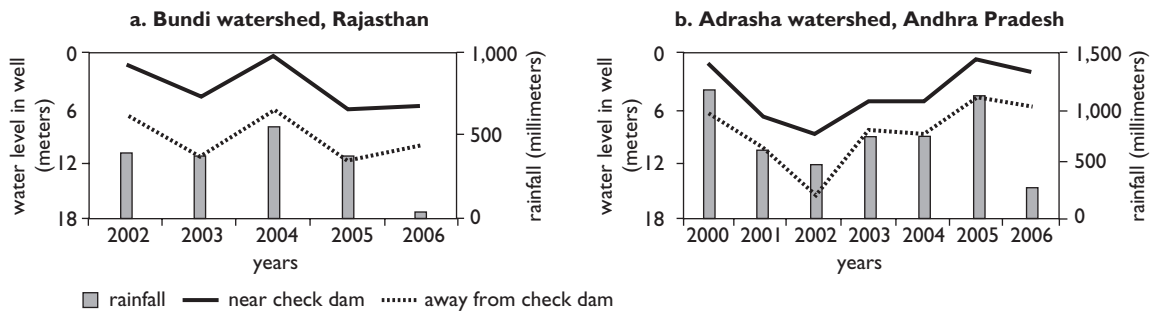 a. Bundi watershed, Rajasthan
water level in well
(meters)
0
6
12
18
1,000
500
0
rainfall (millimeters)
2002 2003 2004 2005 2006
years
b. Adrasha watershed, Andhra Pradesh
water level in well
(meters)
0
6
12
18
1,500
1,000
500
0
rainfall (millimeters)
2000 2001 2002 2003 2004 2005 2006
years
rainfall near check dam away from check dam